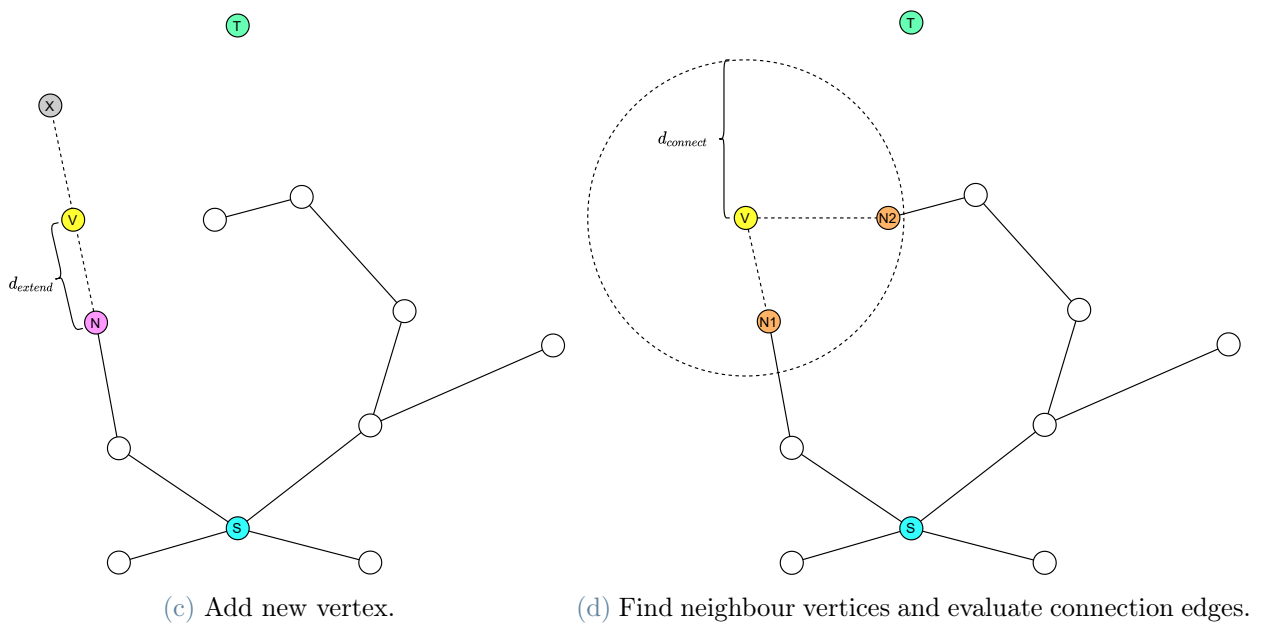 T
X
V
d_extend
N
S
(c) Add new vertex.
T
d_connect
V
N2
N1
S
(d) Find neighbour vertices and evaluate connection edges.